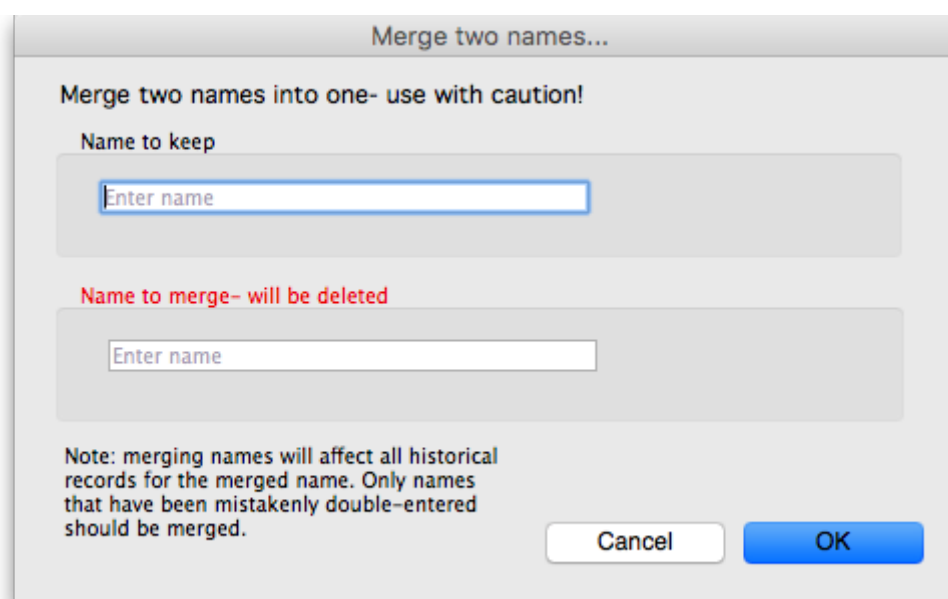 Merge two names...
Merge two names into one- use with caution!
Name to keep
Enter name
Name to merge- will be deleted
Enter name
Note: merging names will affect all historical
records for the merged name. Only names
that have been mistakenly double-entered
should be merged.
Cancel
OK